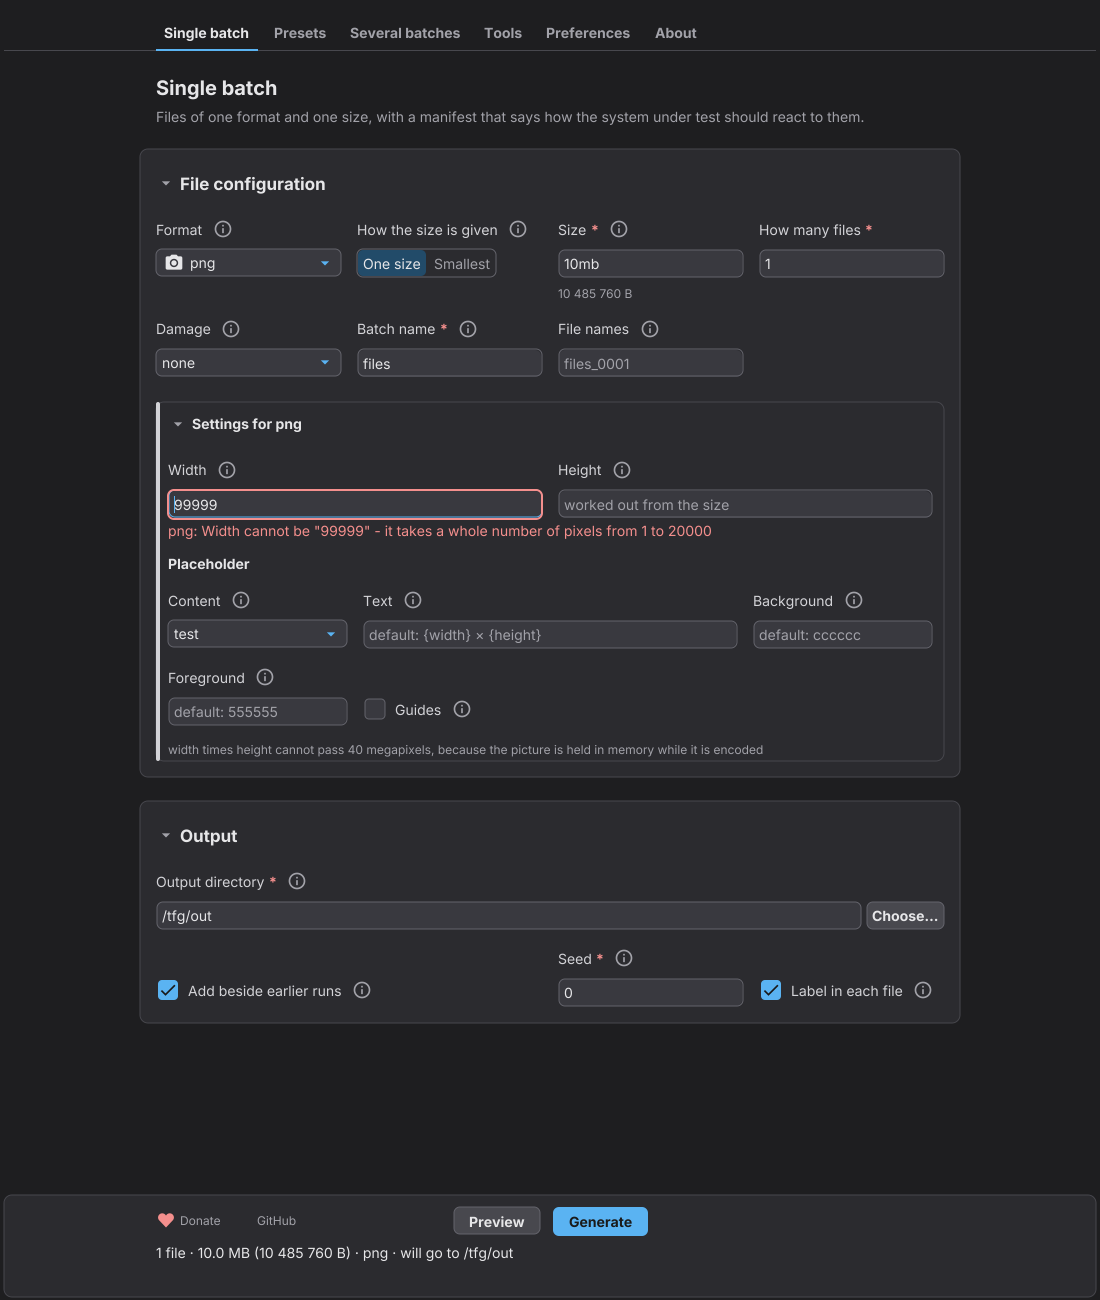 Single batch Presets Several batches Tools Preferences About
Single batch
Files of one format and one size, with a manifest that says how the system under test should react to them.
File configuration
Format How the size is given Size * How many files *
png One size Smallest 10mb 1
10 485 760 B
Damage Batch name * File names
none files files_0001
Settings for png
Width Height
99999 worked out from the size
png: Width cannot be "99999" - it takes a whole number of pixels from 1 to 20000
Placeholder
Content Text Background
test default: {width} × {height} default: cccccc
Foreground
default: 555555 Guides
width times height cannot pass 40 megapixels, because the picture is held in memory while it is encoded
Output
Output directory *
/tfg/out Choose...
Seed *
Add beside earlier runs 0 Label in each file
Donate GitHub Preview Generate
1 file · 10.0 MB (10 485 760 B) · png · will go to /tfg/out